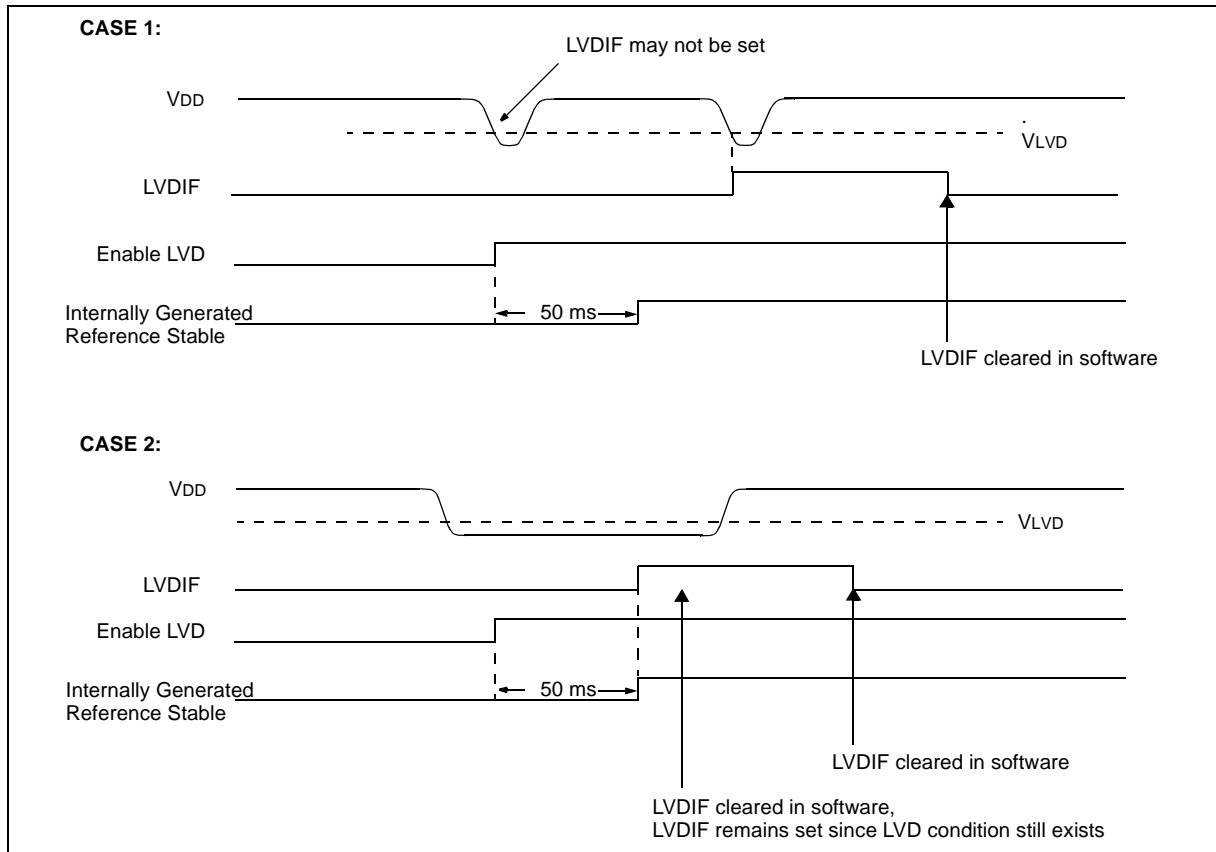 CASE 1:
LVDIF may not be set
VDD
.
VLVD
LVDIF
Enable LVD
50 ms
Internally Generated
Reference Stable
LVDIF cleared in software
CASE 2:
VDD
VLVD
LVDIF
Enable LVD
50 ms
Internally Generated
Reference Stable
LVDIF cleared in software
LVDIF cleared in software,
LVDIF remains set since LVD condition still exists